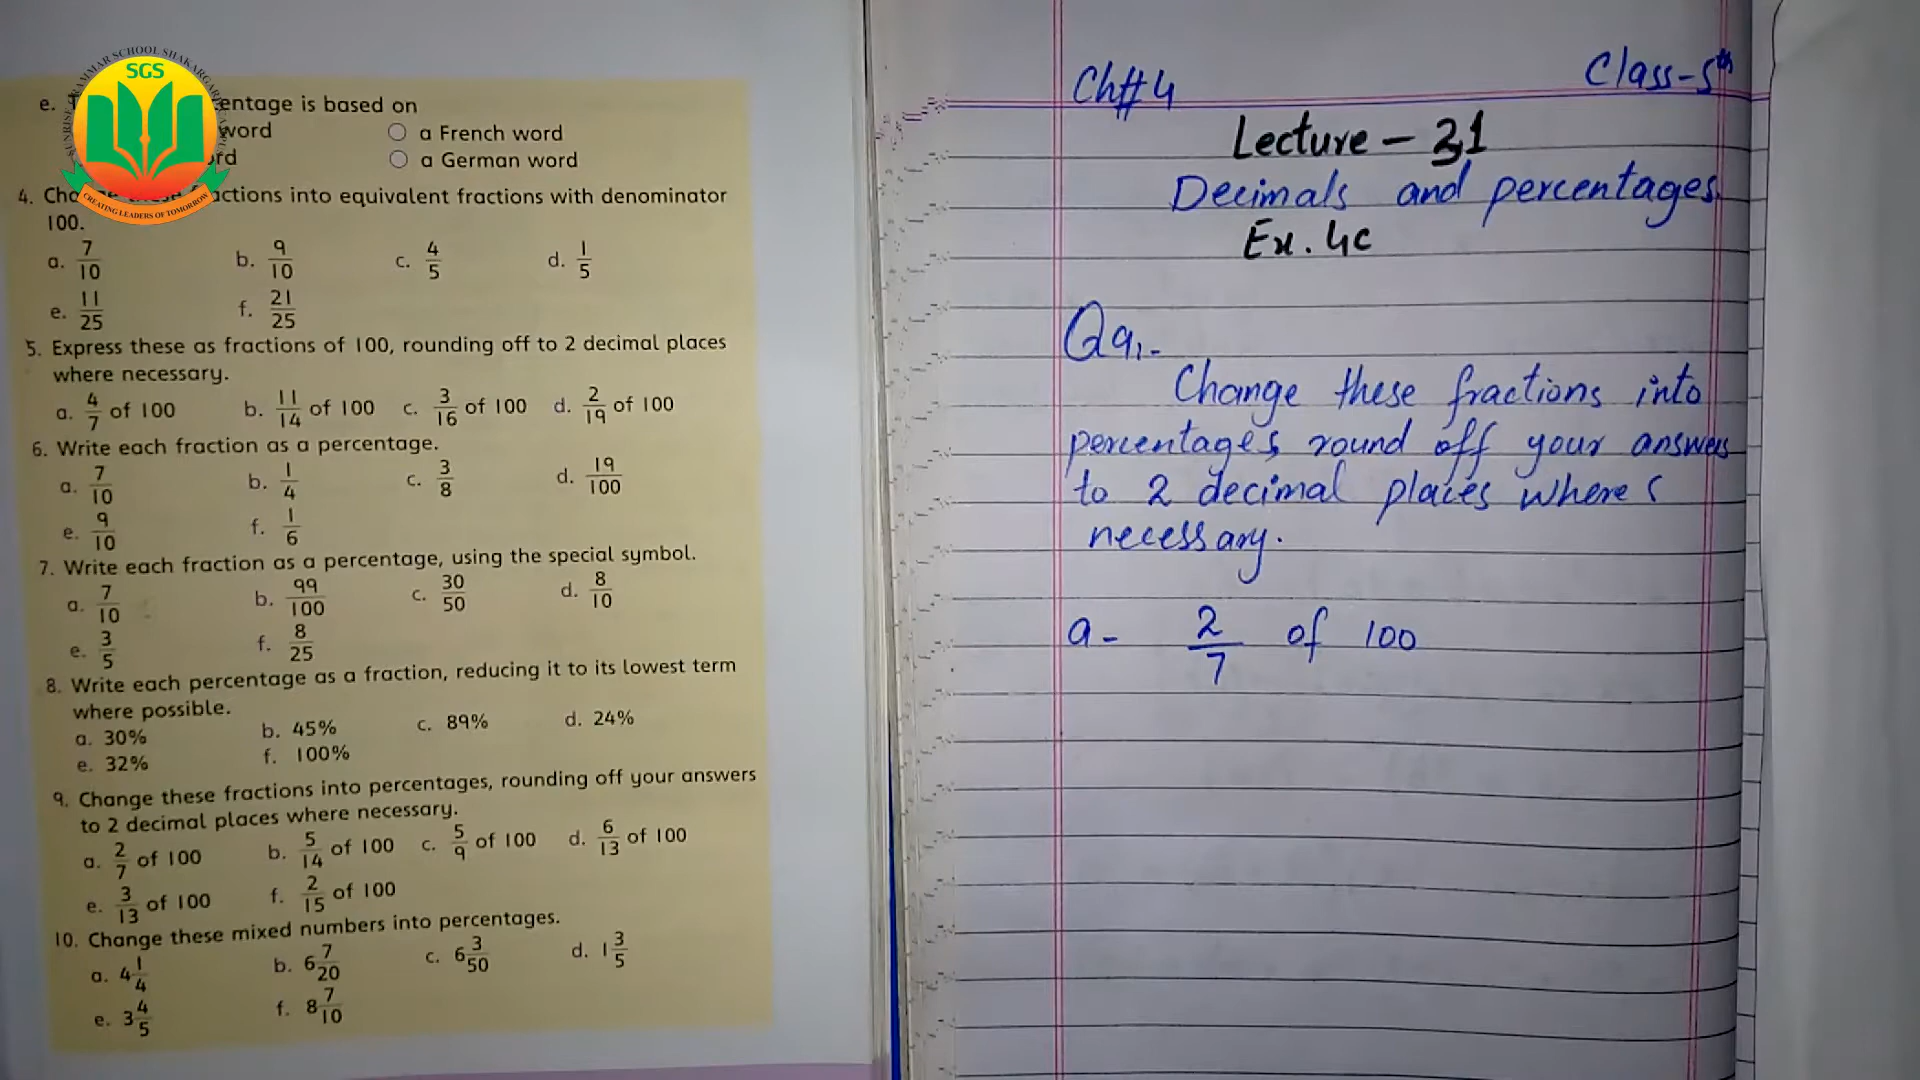 SUNRISE GRAMMAR SCHOOL SHAKARGARH
SGS
CREATING LEADERS OF TOMORROW
e. entage is based on
word ○ a French word
ord ○ a German word
4. Cha ctions into equivalent fractions with denominator
100.
a. 7/10 b. 9/10 c. 4/5 d. 1/5
e. 11/25 f. 21/25
5. Express these as fractions of 100, rounding off to 2 decimal places
where necessary.
a. 4/7 of 100 b. 11/14 of 100 c. 3/16 of 100 d. 2/19 of 100
6. Write each fraction as a percentage.
a. 7/10 b. 1/4 c. 3/8 d. 19/100
e. 9/10 f. 1/6
7. Write each fraction as a percentage, using the special symbol.
a. 7/10 b. 99/100 c. 30/50 d. 8/10
e. 3/5 f. 8/25
8. Write each percentage as a fraction, reducing it to its lowest term
where possible.
a. 30% b. 45% c. 89% d. 24%
e. 32% f. 100%
9. Change these fractions into percentages, rounding off your answers
to 2 decimal places where necessary.
a. 2/7 of 100 b. 5/14 of 100 c. 5/9 of 100 d. 6/13 of 100
e. 3/13 of 100 f. 2/15 of 100
10. Change these mixed numbers into percentages.
a. 4 1/4 b. 6 7/20 c. 6 3/50 d. 1 3/5
e. 3 4/5 f. 8 7/10
Ch# 4 Class-5th
Lecture - 31
Decimals and percentages
Ex. 4c
Q9.-
Change these fractions into
percentages round off your answers
to 2 decimal places where
necessary.
a- 2/7 of 100